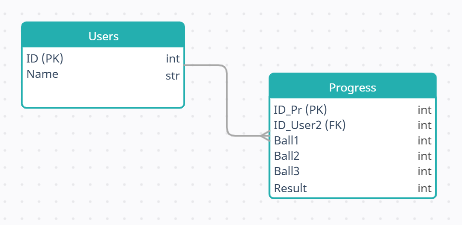 Users
ID (PK) int
Name str
Progress
ID_Pr (PK) int
ID_User2 (FK) int
Ball1 int
Ball2 int
Ball3 int
Result int